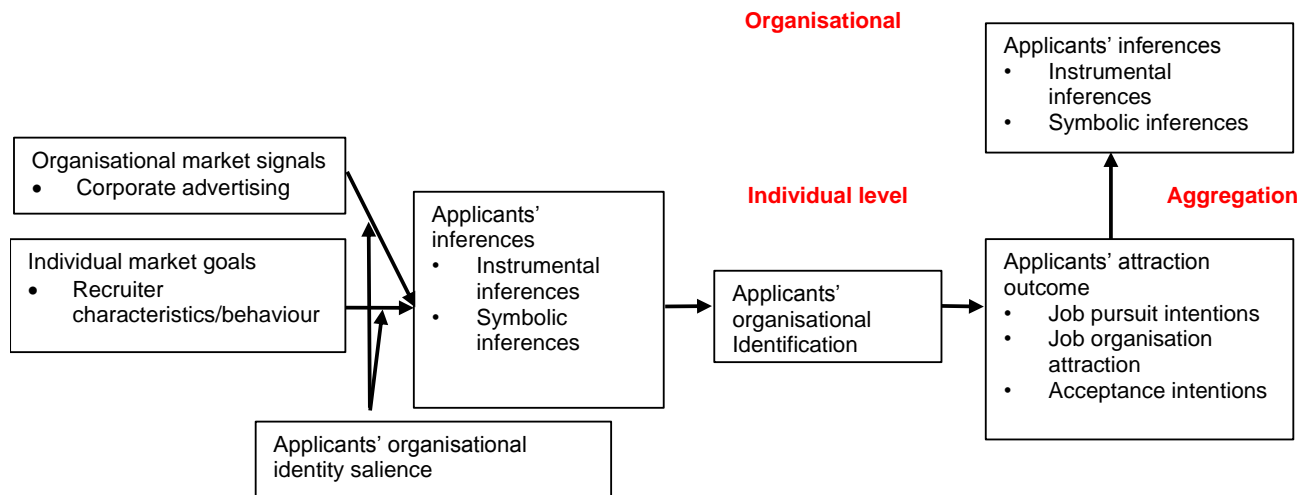 Organisational
Applicants’ inferences
• Instrumental
inferences
• Symbolic inferences
Organisational market signals
• Corporate advertising
Individual level
Aggregation
Applicants’
inferences
• Instrumental
inferences
• Symbolic
inferences
Individual market goals
• Recruiter
characteristics/behaviour
Applicants’
organisational
Identification
Applicants’ attraction
outcome
• Job pursuit intentions
• Job organisation
attraction
• Acceptance intentions
Applicants’ organisational
identity salience